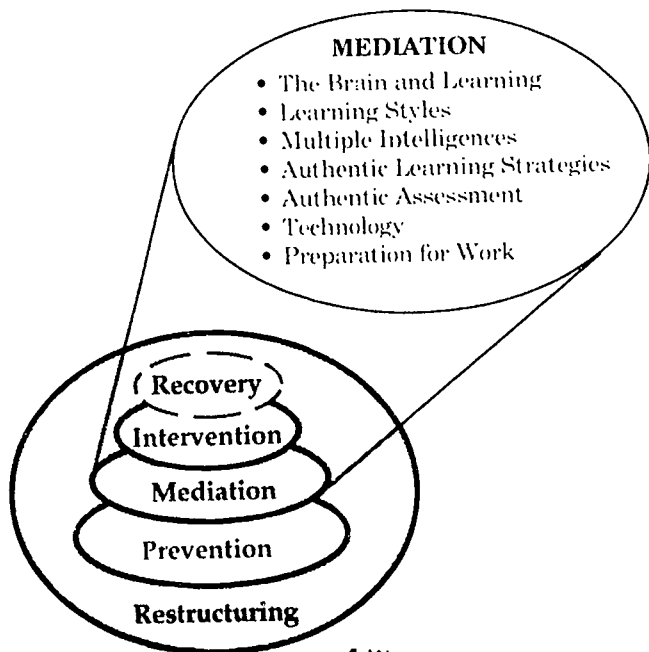 MEDIATION
• The Brain and Learning
• Learning Styles
• Multiple Intelligences
• Authentic Learning Strategies
• Authentic Assessment
• Technology
• Preparation for Work
Recovery
Intervention
Mediation
Prevention
Restructuring